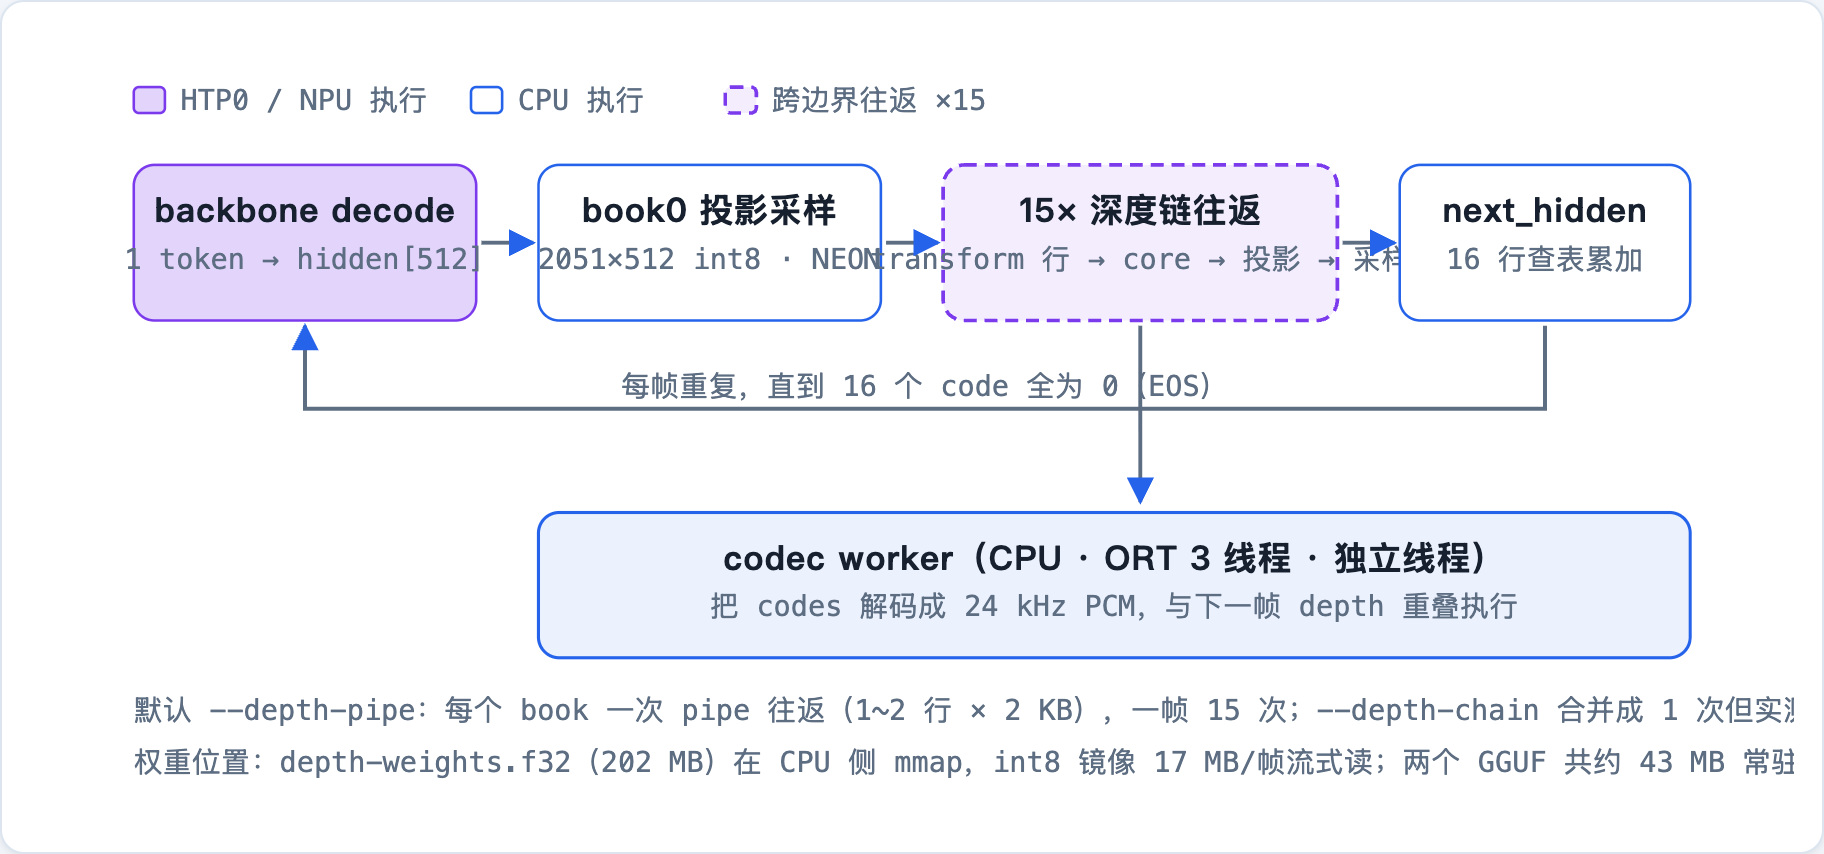 HTP0 / NPU 执行
CPU 执行
跨边界往返 ×15
backbone decode
1 token → hidden[512]
book0 投影采样
2051×512 int8 · NEON
15× 深度链往返
transform 行 → core → 投影 → 采样
next_hidden
16 行查表累加
每帧重复，直到 16 个 code 全为 0（EOS）
codec worker（CPU · ORT 3 线程 · 独立线程）
把 codes 解码成 24 kHz PCM，与下一帧 depth 重叠执行
默认 --depth-pipe：每个 book 一次 pipe 往返（1~2 行 × 2 KB），一帧 15 次；--depth-chain 合并成 1 次但实
权重位置：depth-weights.f32（202 MB）在 CPU 侧 mmap，int8 镜像 17 MB/帧流式读；两个 GGUF 共约 43 MB 常驻